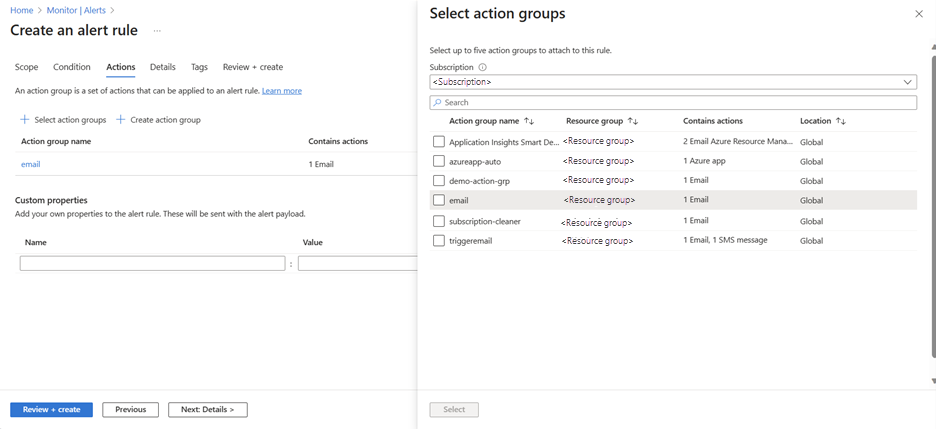 Home > Monitor | Alerts >
Create an alert rule ...
Scope Condition Actions Details Tags Review + create
An action group is a set of actions that can be applied to an alert rule. Learn more
+ Select action groups + Create action group
Action group name Contains actions
email 1 Email
Custom properties
Add your own properties to the alert rule. These will be sent with the alert payload.
Name Value
:
Review + create Previous Next: Details >
Select action groups
Select up to five action groups to attach to this rule.
Subscription
<Subscription>
Search
Action group name ↑↓ Resource group ↑↓ Contains actions Location ↑↓
Application Insights Smart De... <Resource group> 2 Email Azure Resource Mana... Global
azureapp-auto <Resource group> 1 Azure app Global
demo-action-grp <Resource group> 1 Email Global
email <Resource group> 1 Email Global
subscription-cleaner <Resource group> 1 Email Global
triggeremail <Resource group> 1 Email, 1 SMS message Global
Select